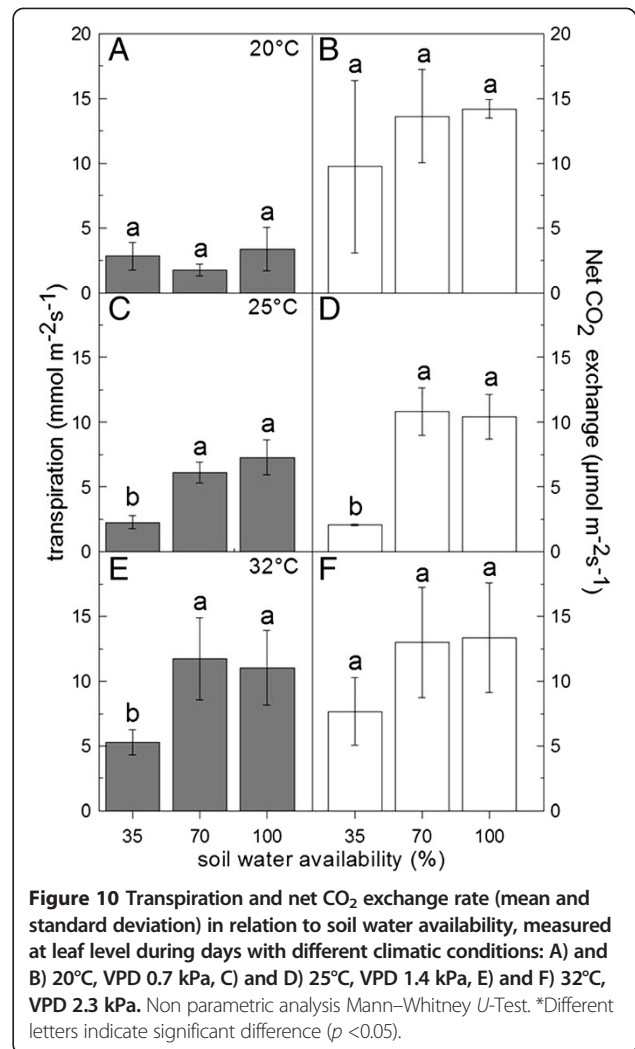 A 20°C B
20 15 10 5 0
a a a
a a a
20 15 10 5 0
C 25°C D
15 10 5 0
b a a
b a a
15 10 5 0
E 32°C F
15 10 5 0
b a a
a a a
15 10 5 0
transpiration (mmol m-2s-1)
Net CO2 exchange (µmol m-2s-1)
35 70 100 35 70 100
soil water availability (%)
Figure 10 Transpiration and net CO₂ exchange rate (mean and
standard deviation) in relation to soil water availability, measured
at leaf level during days with different climatic conditions: A) and
B) 20°C, VPD 0.7 kPa, C) and D) 25°C, VPD 1.4 kPa, E) and F) 32°C,
VPD 2.3 kPa. Non parametric analysis Mann–Whitney U-Test. *Different
letters indicate significant difference (p <0.05).